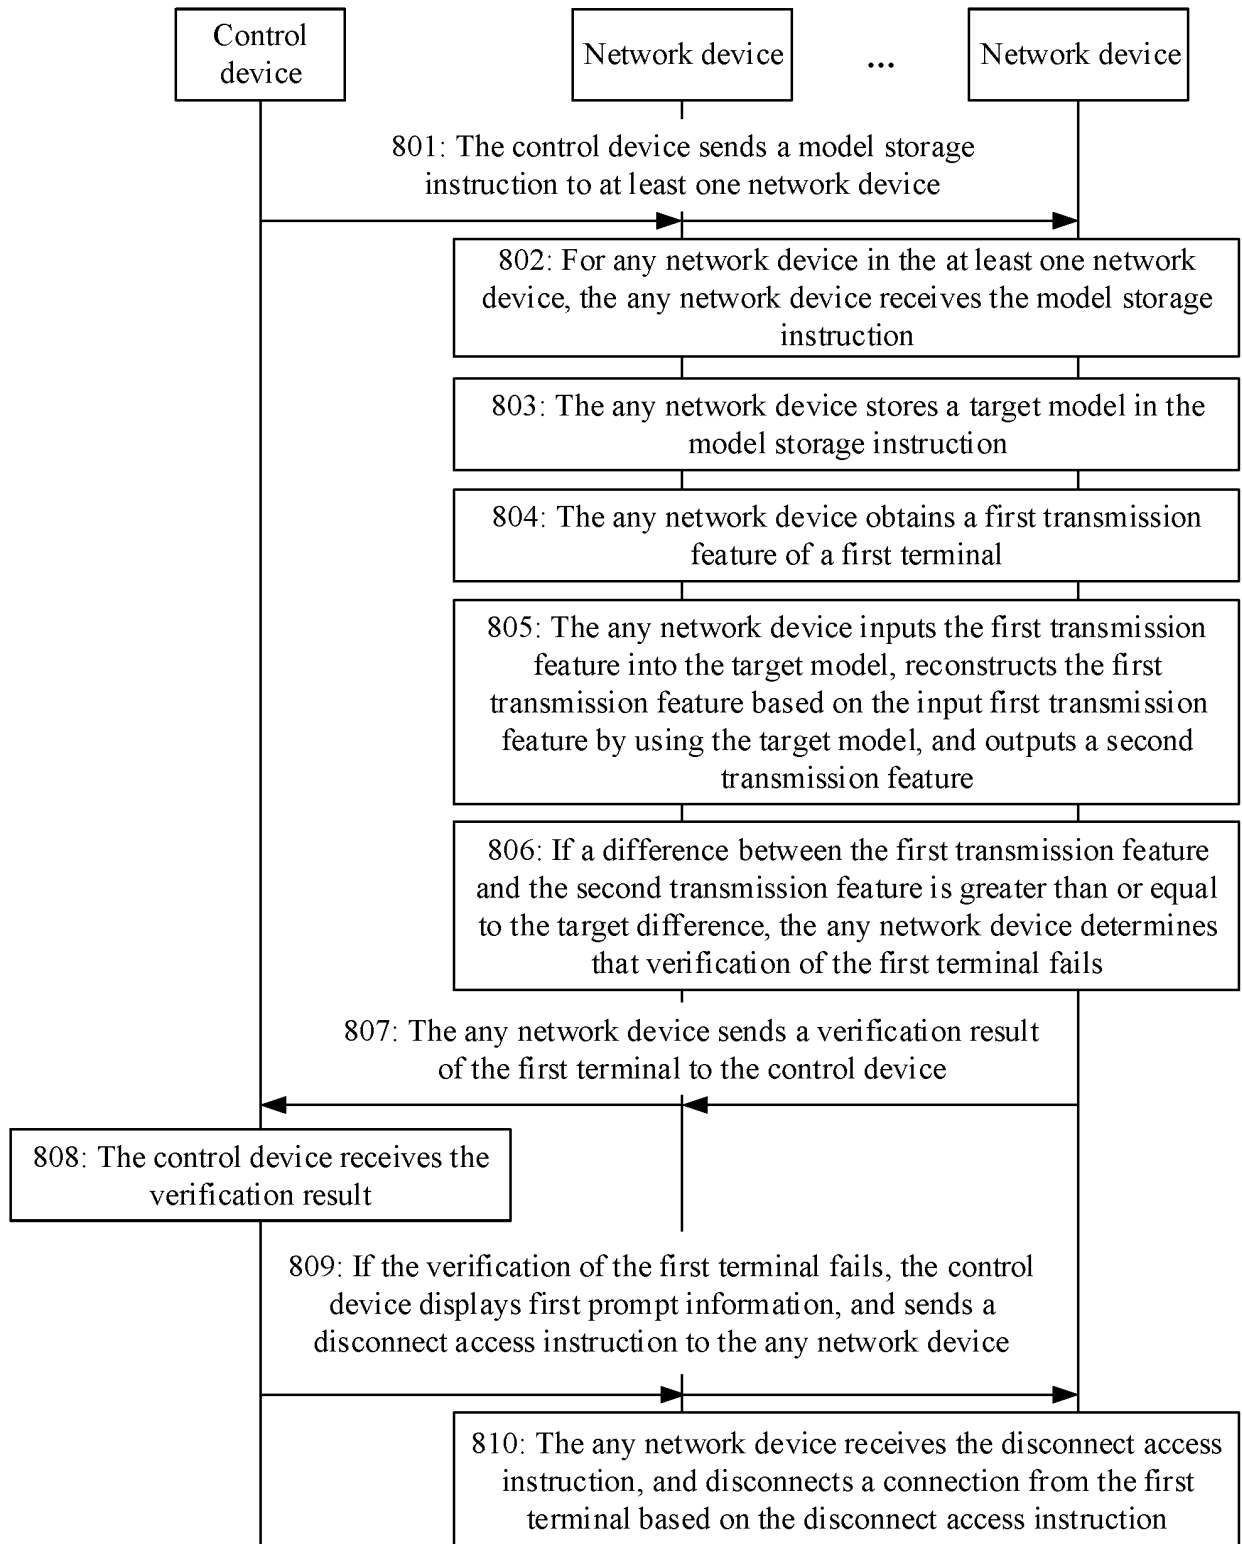 Control
device
Network device
...
Network device
801: The control device sends a model storage
instruction to at least one network device
802: For any network device in the at least one network
device, the any network device receives the model storage
instruction
803: The any network device stores a target model in the
model storage instruction
804: The any network device obtains a first transmission
feature of a first terminal
805: The any network device inputs the first transmission
feature into the target model, reconstructs the first
transmission feature based on the input first transmission
feature by using the target model, and outputs a second
transmission feature
806: If a difference between the first transmission feature
and the second transmission feature is greater than or equal
to the target difference, the any network device determines
that verification of the first terminal fails
807: The any network device sends a verification result
of the first terminal to the control device
808: The control device receives the
verification result
809: If the verification of the first terminal fails, the control
device displays first prompt information, and sends a
disconnect access instruction to the any network device
810: The any network device receives the disconnect access
instruction, and disconnects a connection from the first
terminal based on the disconnect access instruction